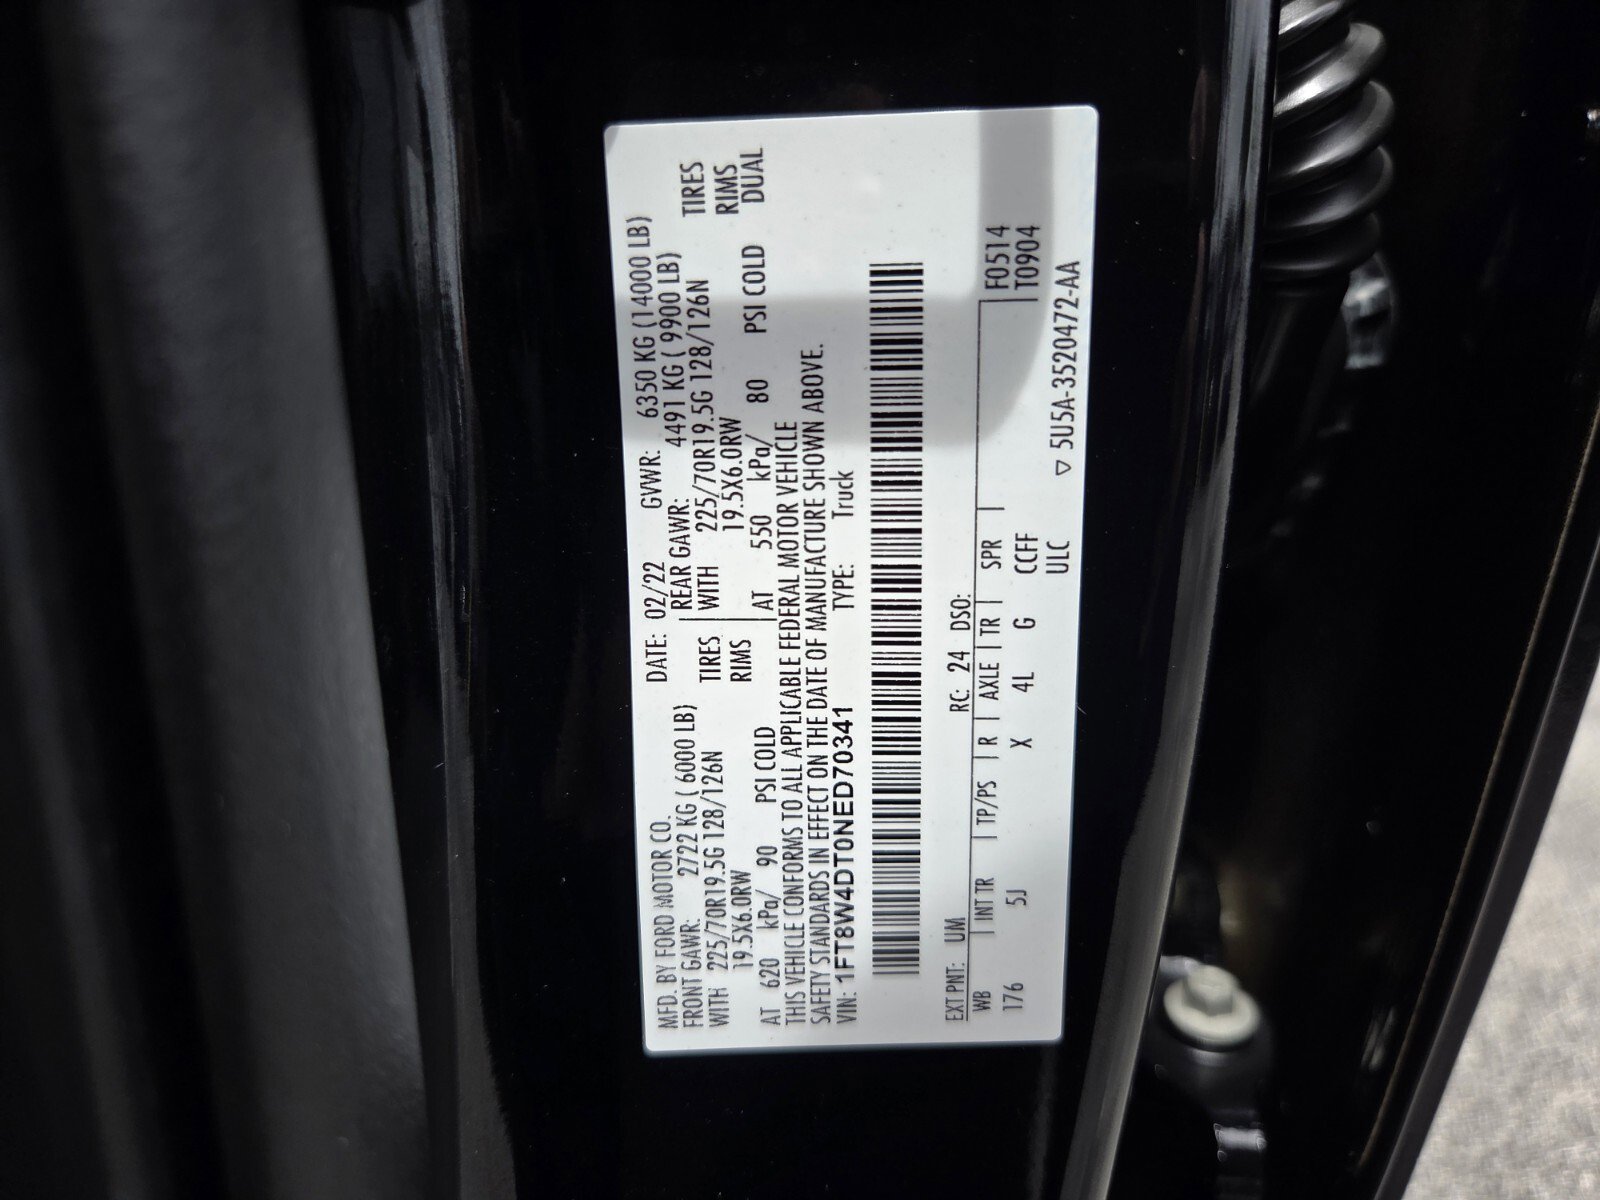 MFD. BY FORD MOTOR CO. DATE: 02/22 GVWR: 6350 KG (14000 LB)
FRONT GAWR: 2722 KG ( 6000 LB) REAR GAWR: 4491 KG ( 9900 LB)
WITH 225/70R19.5G 128/126N TIRES WITH 225/70R19.5G 128/126N TIRES
19.5X6.0RW RIMS 19.5X6.0RW RIMS
AT 620 kPa/ 90 PSI COLD AT 550 kPa/ 80 PSI COLD DUAL
THIS VEHICLE CONFORMS TO ALL APPLICABLE FEDERAL MOTOR VEHICLE
SAFETY STANDARDS IN EFFECT ON THE DATE OF MANUFACTURE SHOWN ABOVE.
VIN: 1FT8W4DT0NED70341 TYPE: Truck
EXT PNT: UM RC: 24 DSO: F0514
WB | INT TR | TP/PS | R | AXLE | TR | SPR | T0904
176 5J X 4L G CCFF
ULC ▽ 5U5A-3520472-AA